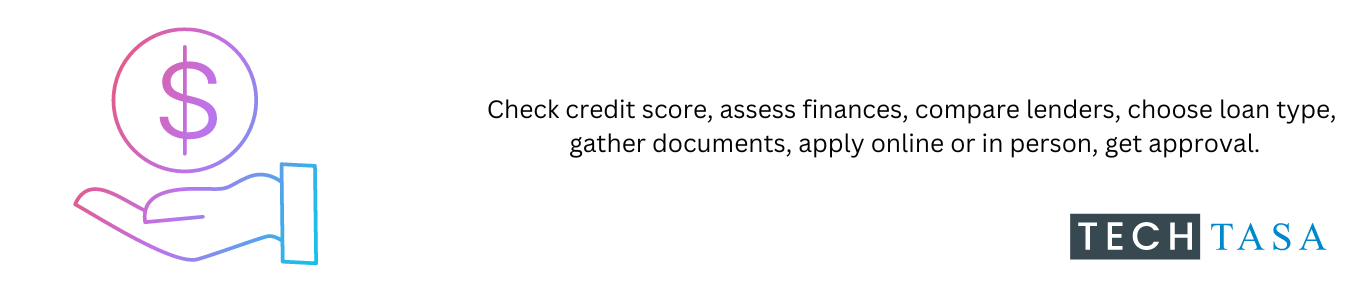 $
Check credit score, assess finances, compare lenders, choose loan type,
gather documents, apply online or in person, get approval.
TECH TASA